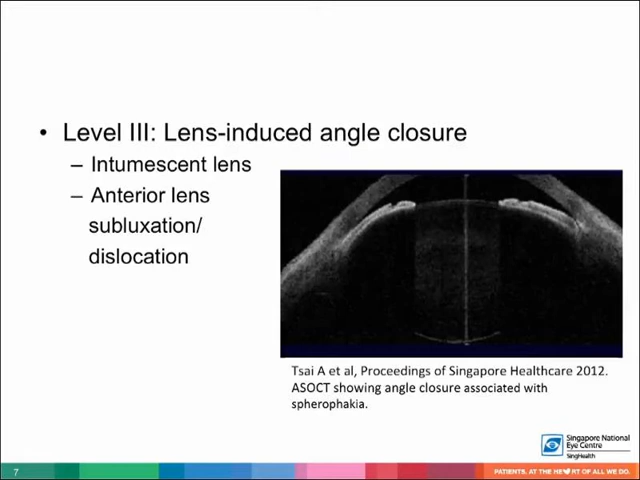 • Level III: Lens-induced angle closure
– Intumescent lens
– Anterior lens
subluxation/
dislocation
Tsai A et al, Proceedings of Singapore Healthcare 2012.
ASOCT showing angle closure associated with
spherophakia.
Singapore National
Eye Centre
SingHealth
7
PATIENTS. AT THE HE♥RT OF ALL WE DO.